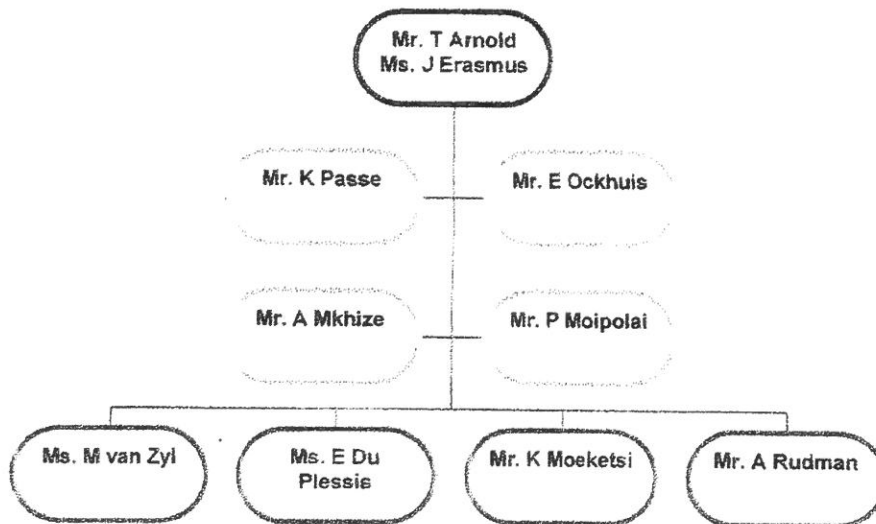 Mr. T Arnold
Ms. J Erasmus
Mr. K Passe
Mr. E Ockhuis
Mr. A Mkhize
Mr. P Moipolai
Ms. M van Zyl
Ms. E Du
Plessis
Mr. K Moeketsi
Mr. A Rudman